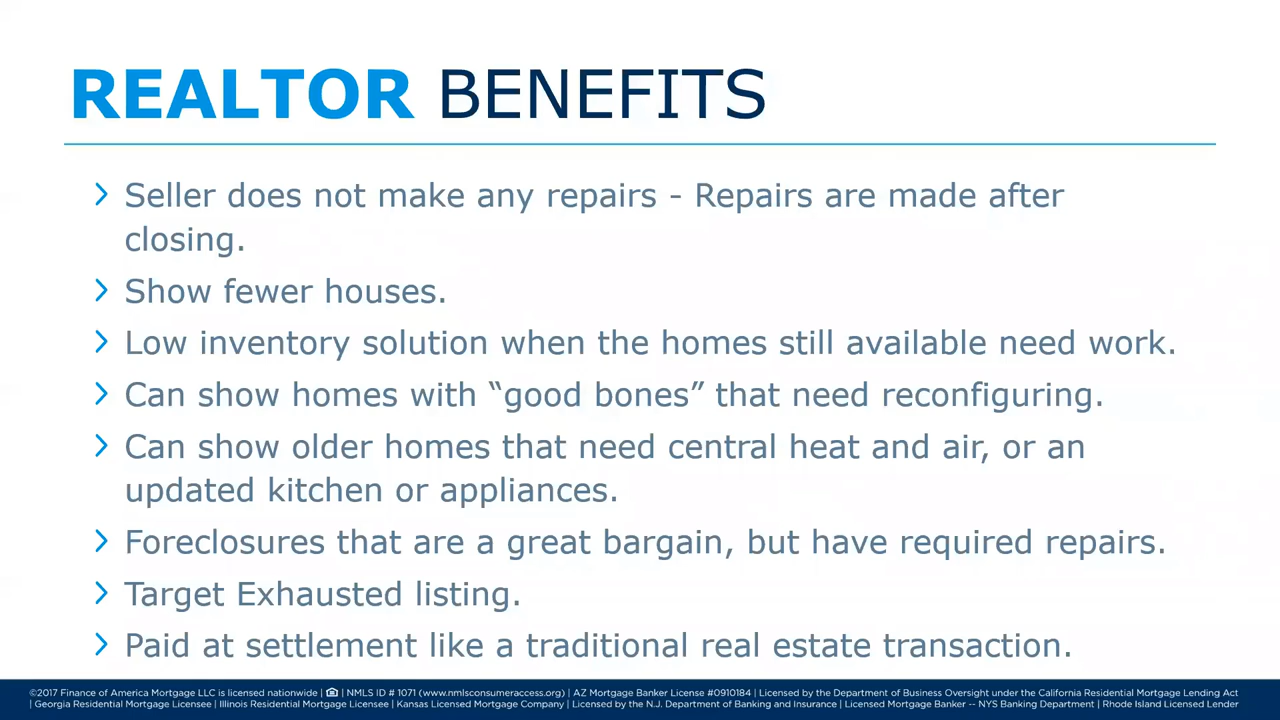 REALTOR BENEFITS
Seller does not make any repairs - Repairs are made after
closing.
Show fewer houses.
Low inventory solution when the homes still available need work.
Can show homes with “good bones” that need reconfiguring.
Can show older homes that need central heat and air, or an
updated kitchen or appliances.
Foreclosures that are a great bargain, but have required repairs.
Target Exhausted listing.
Paid at settlement like a traditional real estate transaction.
©2017 Finance of America Mortgage LLC is licensed nationwide | | NMLS ID # 1071 (www.nmlsconsumeraccess.org) | AZ Mortgage Banker License #0910184 | Licensed by the Department of Business Oversight under the California Residential Mortgage Lending Act
| Georgia Residential Mortgage Licensee | Illinois Residential Mortgage Licensee | Kansas Licensed Mortgage Company | Licensed by the N.J. Department of Banking and Insurance | Licensed Mortgage Banker -- NYS Banking Department | Rhode Island Licensed Lender